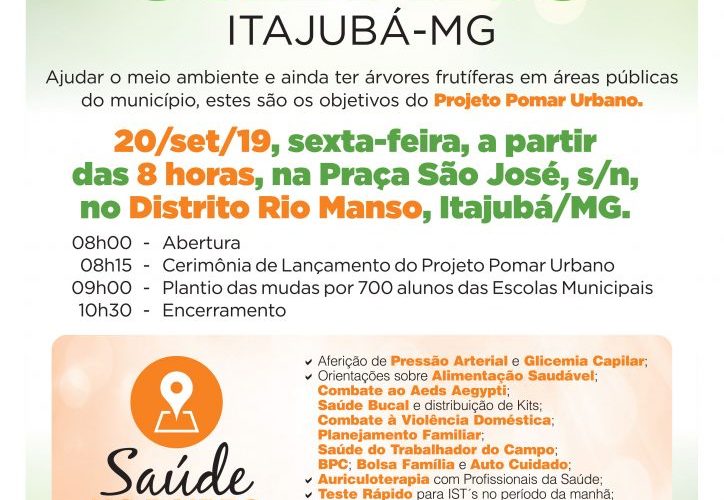 ITAJUBÁ-MG
Ajudar o meio ambiente e ainda ter árvores frutíferas em áreas públicas
do município, estes são os objetivos do Projeto Pomar Urbano.
20/set/19, sexta-feira, a partir
das 8 horas, na Praça São José, s/n,
no Distrito Rio Manso, Itajubá/MG.
08h00 - Abertura
08h15 - Cerimônia de Lançamento do Projeto Pomar Urbano
09h00 - Plantio das mudas por 700 alunos das Escolas Municipais
10h30 - Encerramento
Aferição de Pressão Arterial e Glicemia Capilar;
Orientações sobre Alimentação Saudável;
Combate ao Aeds Aegypti;
Saúde Bucal e distribuição de Kits;
Combate à Violência Doméstica;
Planejamento Familiar;
Saúde do Trabalhador do Campo;
BPC; Bolsa Família e Auto Cuidado;
Auriculoterapia com Profissionais da Saúde;
Teste Rápido para IST´s no período da manhã;
Saúde